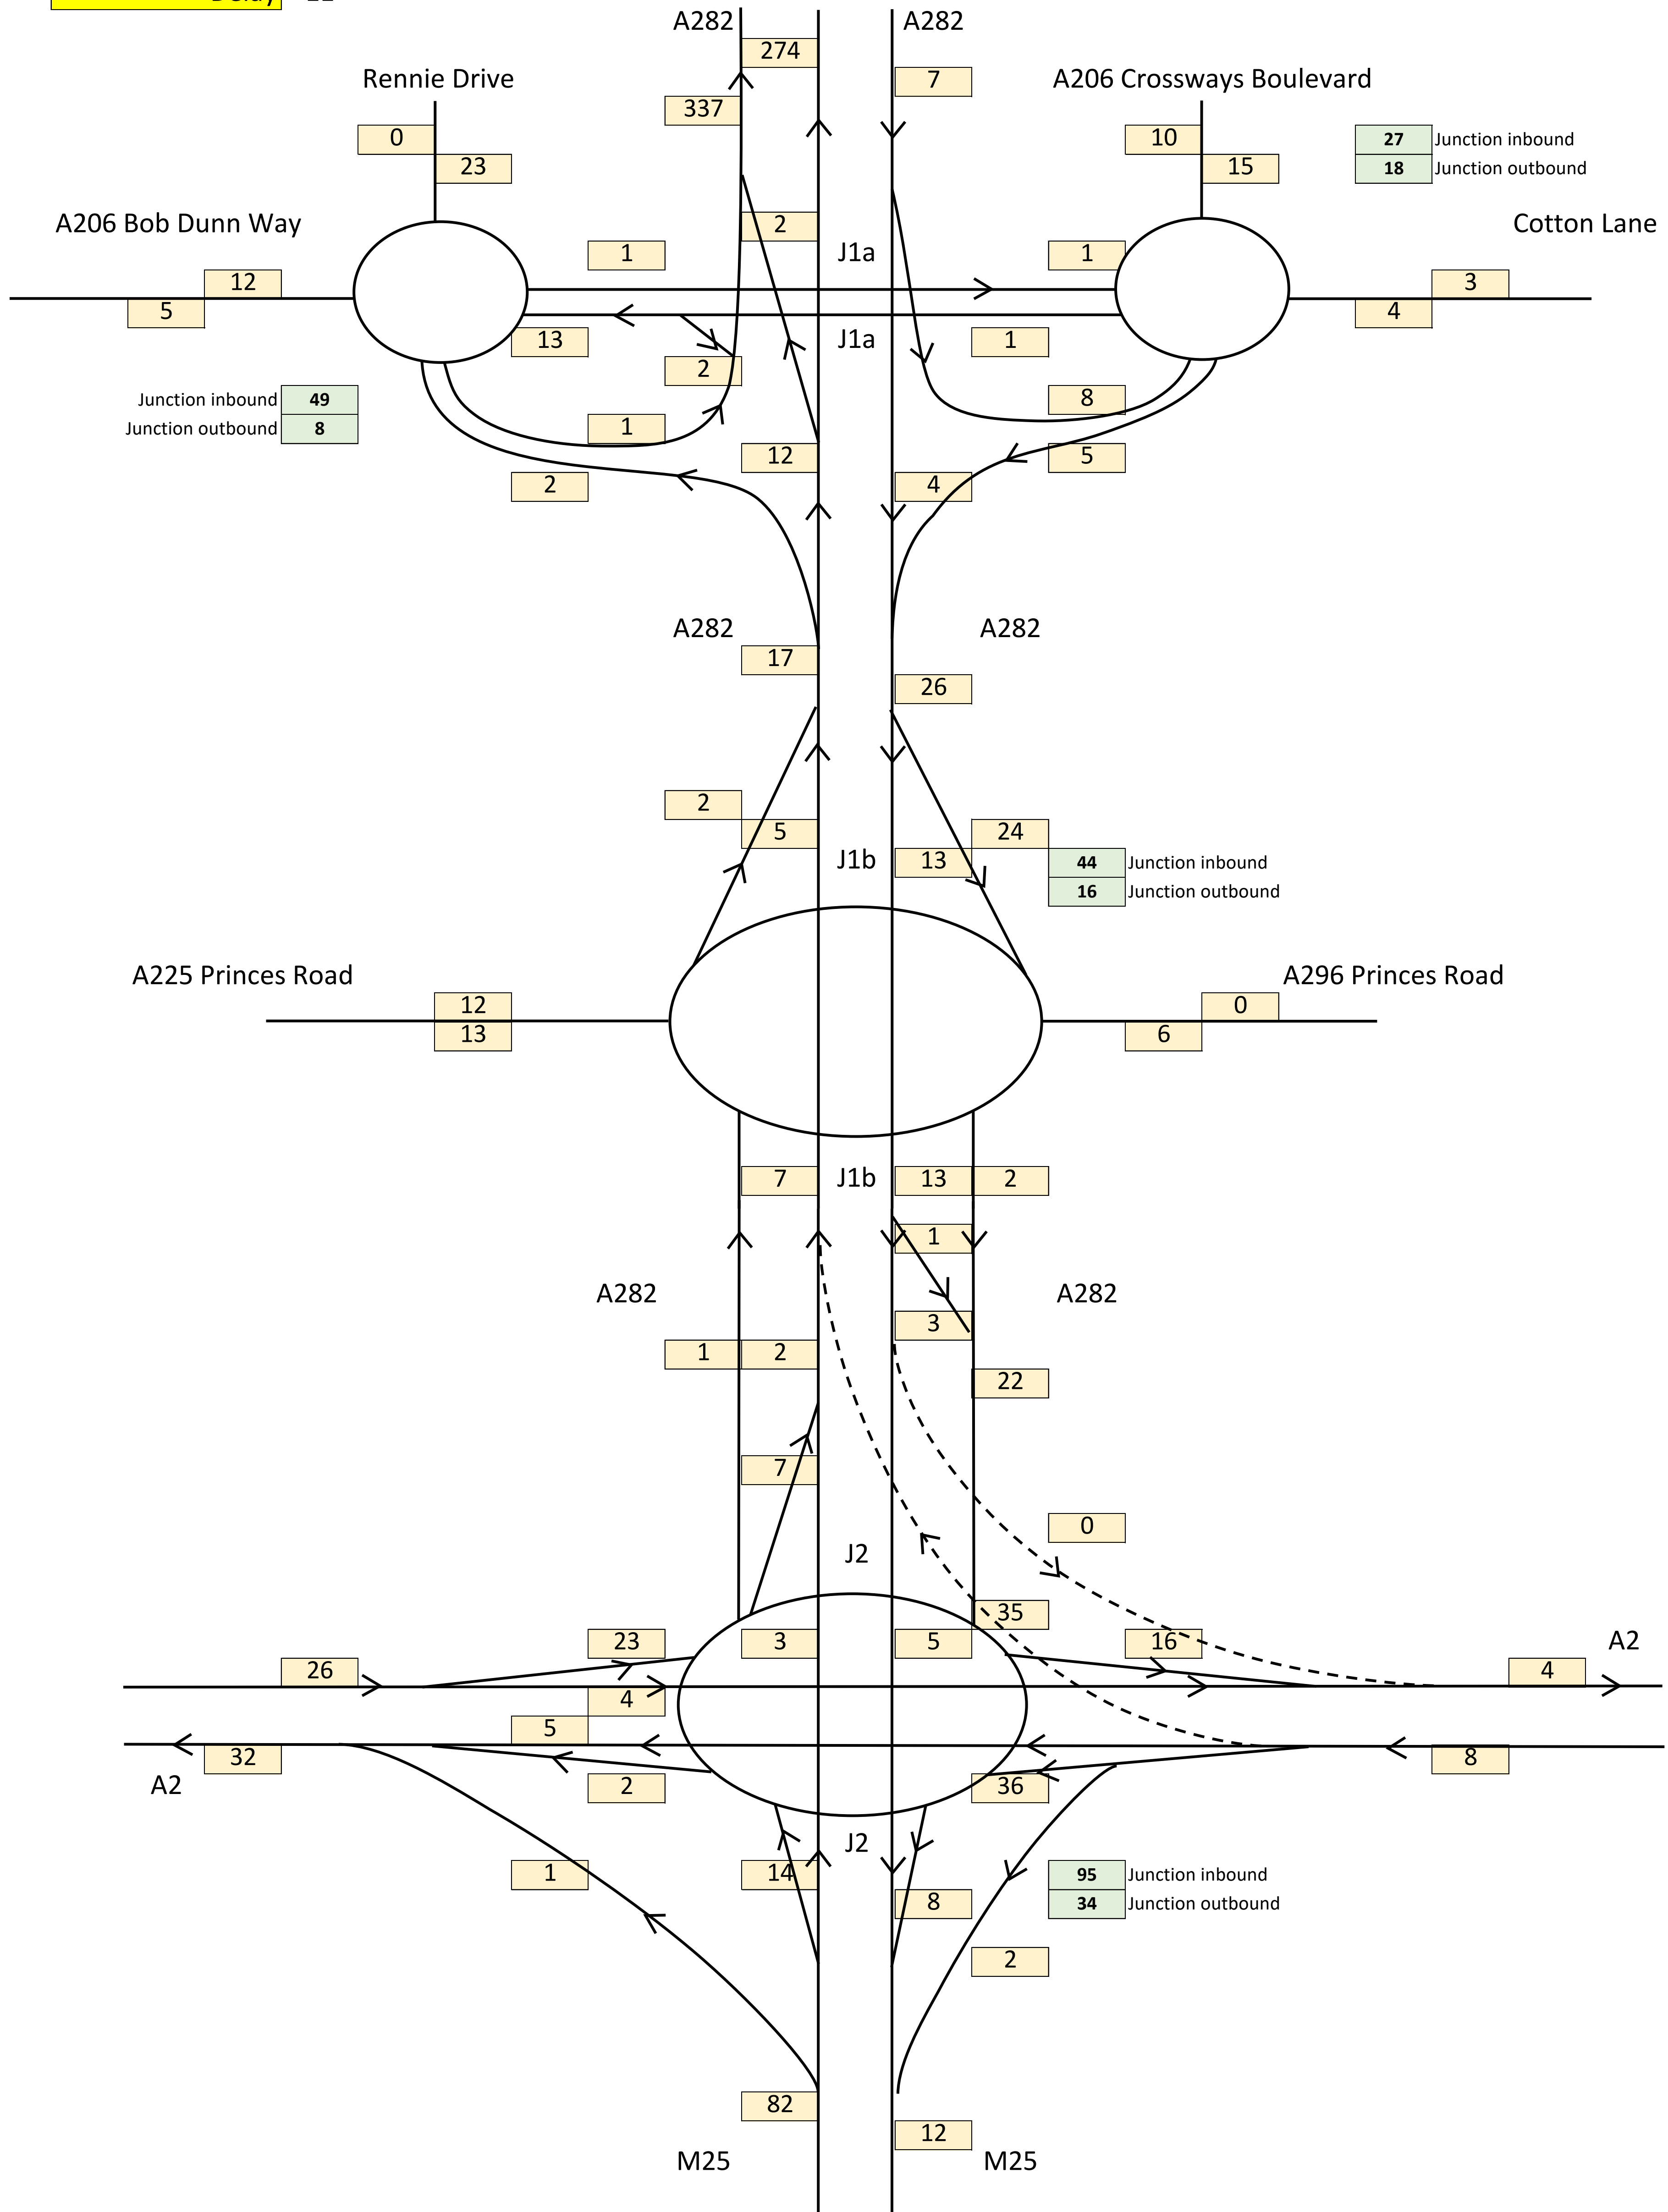 A282
A282
274
7
Rennie Drive
A206 Crossways Boulevard
337
0
10
27 Junction inbound
23
15
18 Junction outbound
A206 Bob Dunn Way
2
Cotton Lane
1
J1a
1
12
3
5
4
13
J1a
1
2
Junction inbound 49
8
Junction outbound 8
1
12
5
2
4
A282
A282
17
26
2
5
24
J1b
13
44 Junction inbound
16 Junction outbound
A225 Princes Road
A296 Princes Road
12
0
13
6
7
J1b
13
2
1
A282
A282
3
1
2
22
7
0
J2
35
23
3
5
16
A2
26
4
4
5
32
8
A2
2
36
J2
1
14
95 Junction inbound
8
34 Junction outbound
2
82
12
M25
M25